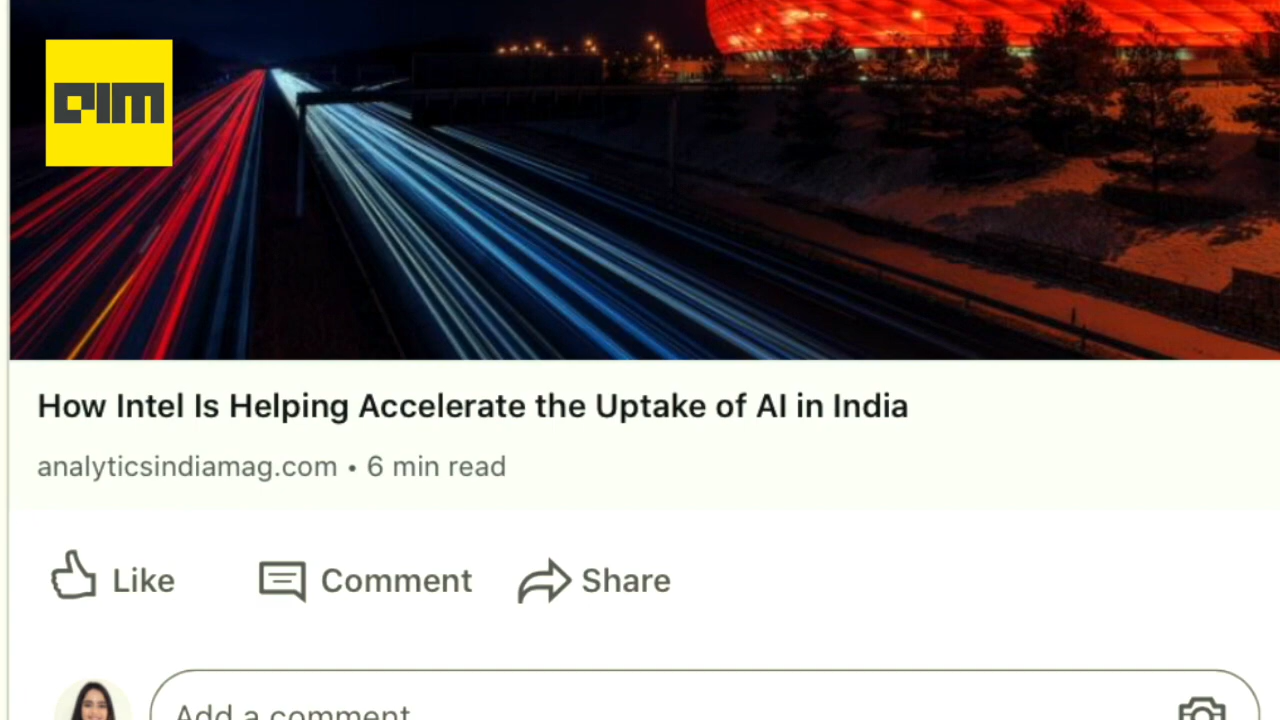 aim
How Intel Is Helping Accelerate the Uptake of AI in India
analyticsindiamag.com • 6 min read
Like Comment Share
Add a comment